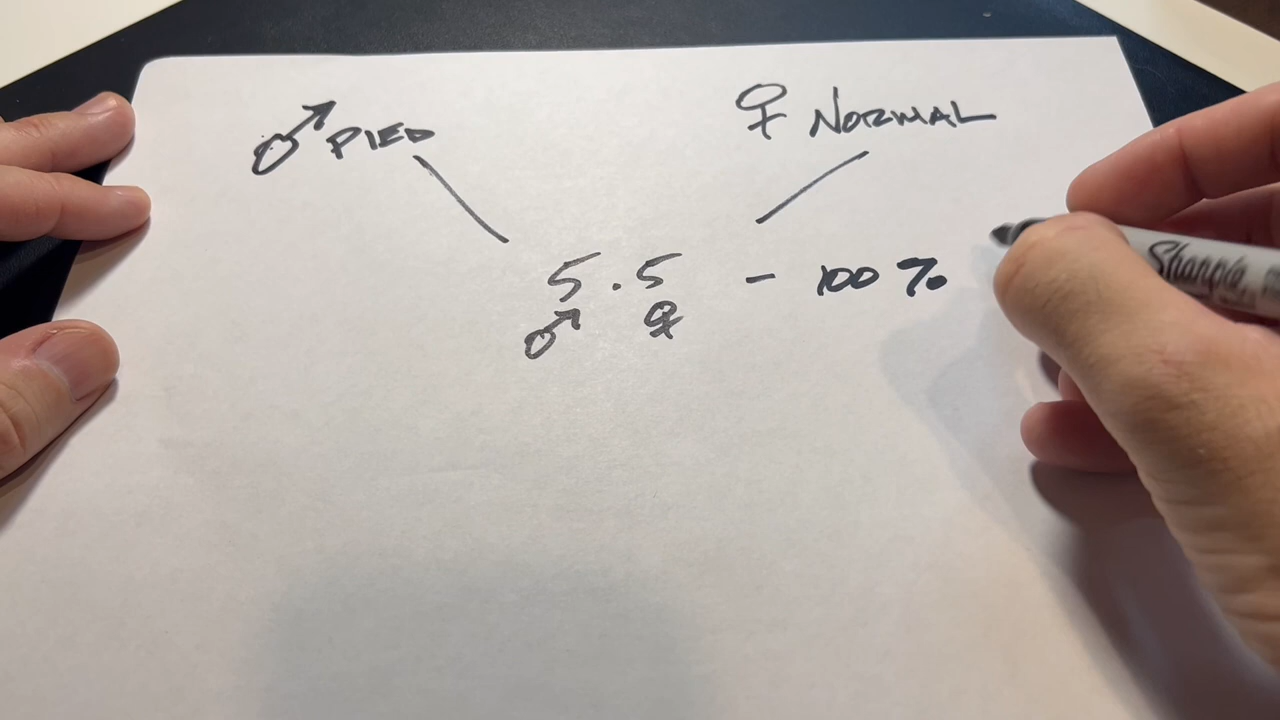 ♂ PIED ♀ NORMAL
5.5 - 100%
♂ ♀
Sharpie